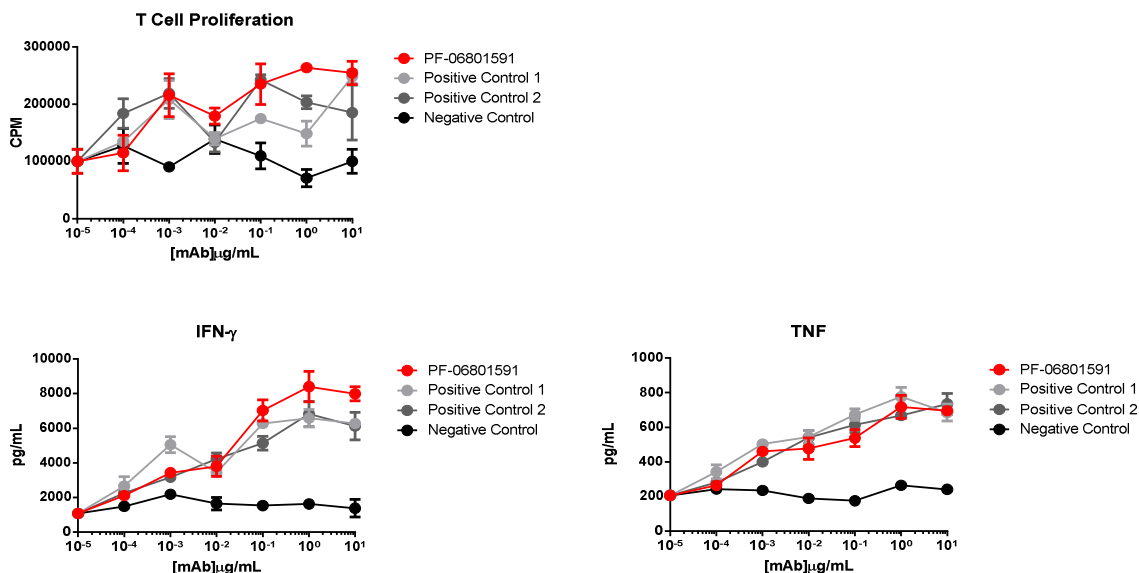 T Cell Proliferation
300000
200000
100000
0
CPM
10⁻⁵ 10⁻⁴ 10⁻³ 10⁻² 10⁻¹ 10⁰ 10¹
[mAb]μg/mL
PF-06801591
Positive Control 1
Positive Control 2
Negative Control
IFN-γ
10000
8000
6000
4000
2000
0
pg/mL
10⁻⁵ 10⁻⁴ 10⁻³ 10⁻² 10⁻¹ 10⁰ 10¹
[mAb]μg/mL
PF-06801591
Positive Control 1
Positive Control 2
Negative Control
TNF
1000
800
600
400
200
0
pg/mL
10⁻⁵ 10⁻⁴ 10⁻³ 10⁻² 10⁻¹ 10⁰ 10¹
[mAb]μg/mL
PF-06801591
Positive Control 1
Positive Control 2
Negative Control